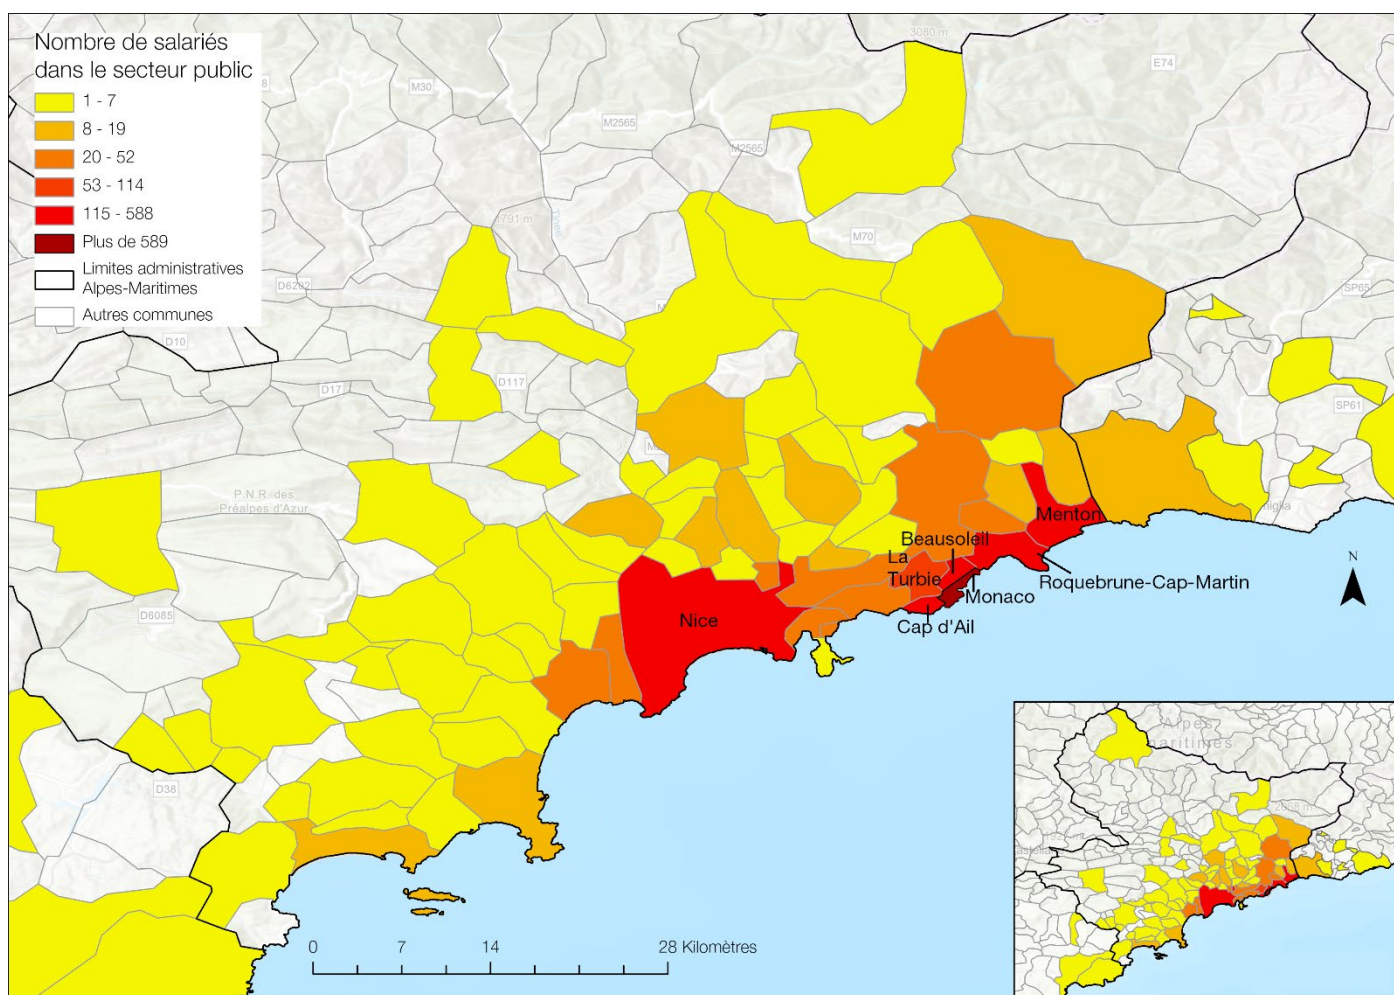 Nombre de salariés
dans le secteur public
1 - 7
8 - 19
20 - 52
53 - 114
115 - 588
Plus de 589
Limites administratives
Alpes-Maritimes
Autres communes
3080 m
E74
M30
M2565
M2565
1791 m
M70
D6202
SP65
D10
D117
D17
SP61
P.N.R. des
Préalpes d'Azur
Menton
Beausoleil
La
Turbie
Roquebrune-Cap-Martin
Monaco
Cap d'Ail
Nice
N
D6085
D38
0
7
14
28 Kilomètres
Alpes
maritimes